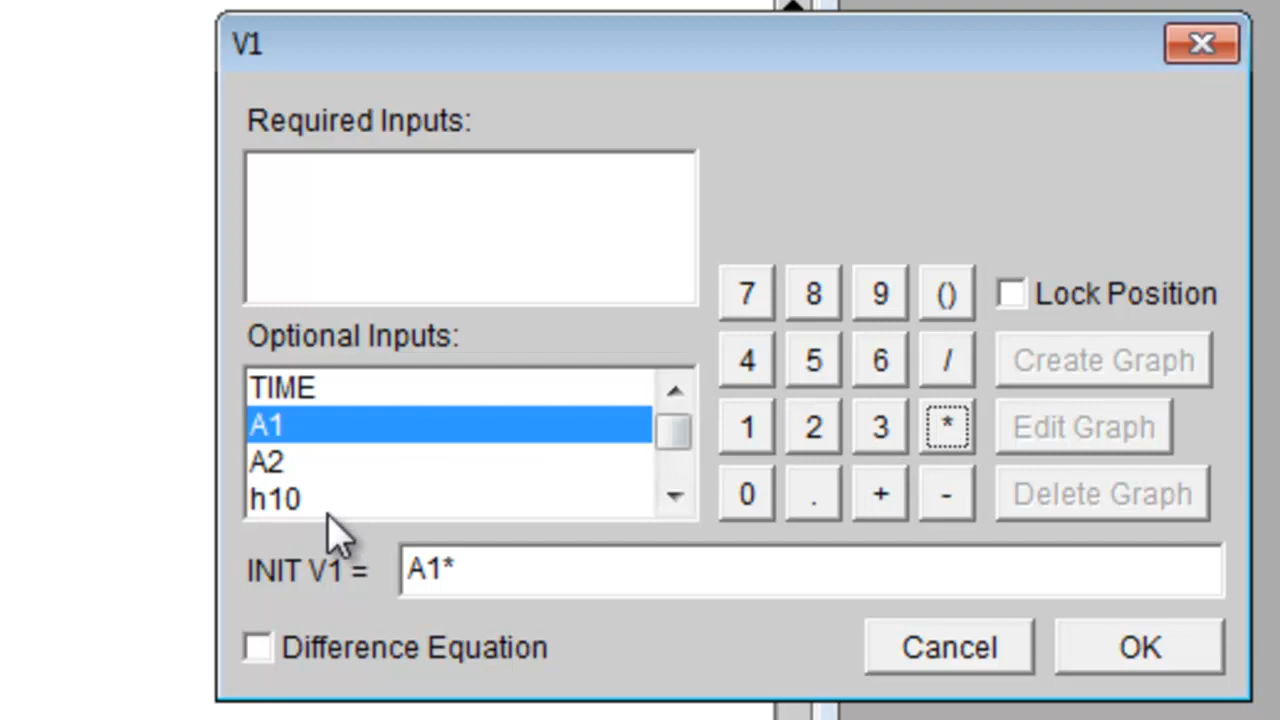 V1
Required Inputs:
7 8 9 () Lock Position
Optional Inputs:
4 5 6 / Create Graph
TIME
A1
1 2 3 * Edit Graph
A2
h10
0 . + - Delete Graph
INIT V1 = A1*
Difference Equation
Cancel OK